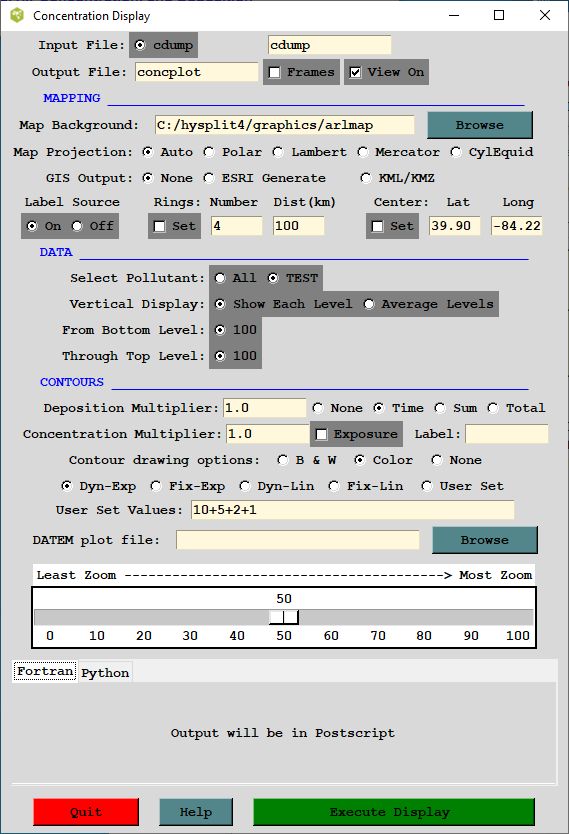 Concentration Display
Input File: cdump cdump
Output File: concplot Frames View On
MAPPING
Map Background: C:/hysplit4/graphics/arlmap Browse
Map Projection: Auto Polar Lambert Mercator CylEquid
GIS Output: None ESRI Generate KML/KMZ
Label Source Rings: Number Dist(km) Center: Lat Long
On Off Set 4 100 Set 39.90 -84.22
DATA
Select Pollutant: All TEST
Vertical Display: Show Each Level Average Levels
From Bottom Level: 100
Through Top Level: 100
CONTOURS
Deposition Multiplier: 1.0 None Time Sum Total
Concentration Multiplier: 1.0 Exposure Label:
Contour drawing options: B & W Color None
Dyn-Exp Fix-Exp Dyn-Lin Fix-Lin User Set
User Set Values: 10+5+2+1
DATEM plot file: Browse
Least Zoom ----------------------------------------> Most Zoom
50
0 10 20 30 40 50 60 70 80 90 100
Fortran Python
Output will be in Postscript
Quit Help Execute Display